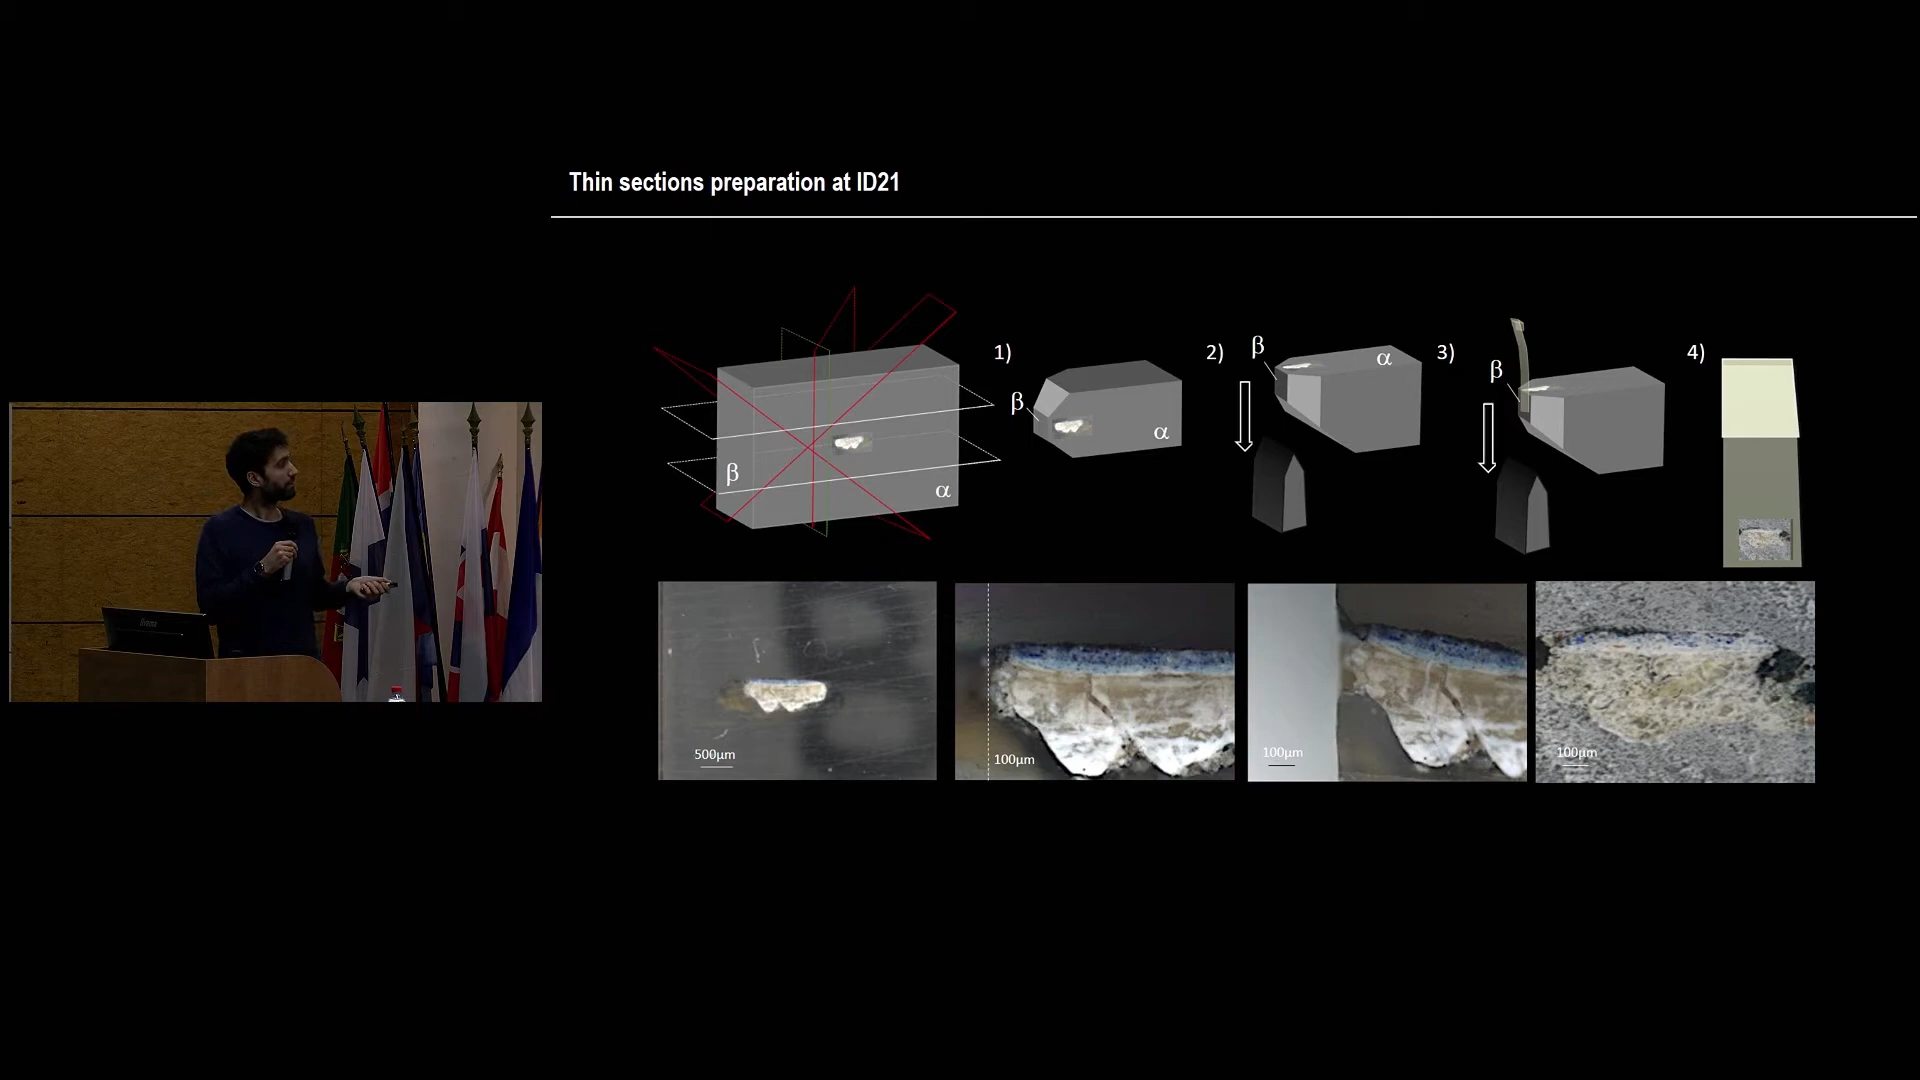 Thin sections preparation at ID21
1)
2)
3)
4)
β
α
β
α
β
α
β
500µm
100µm
100µm
100µm